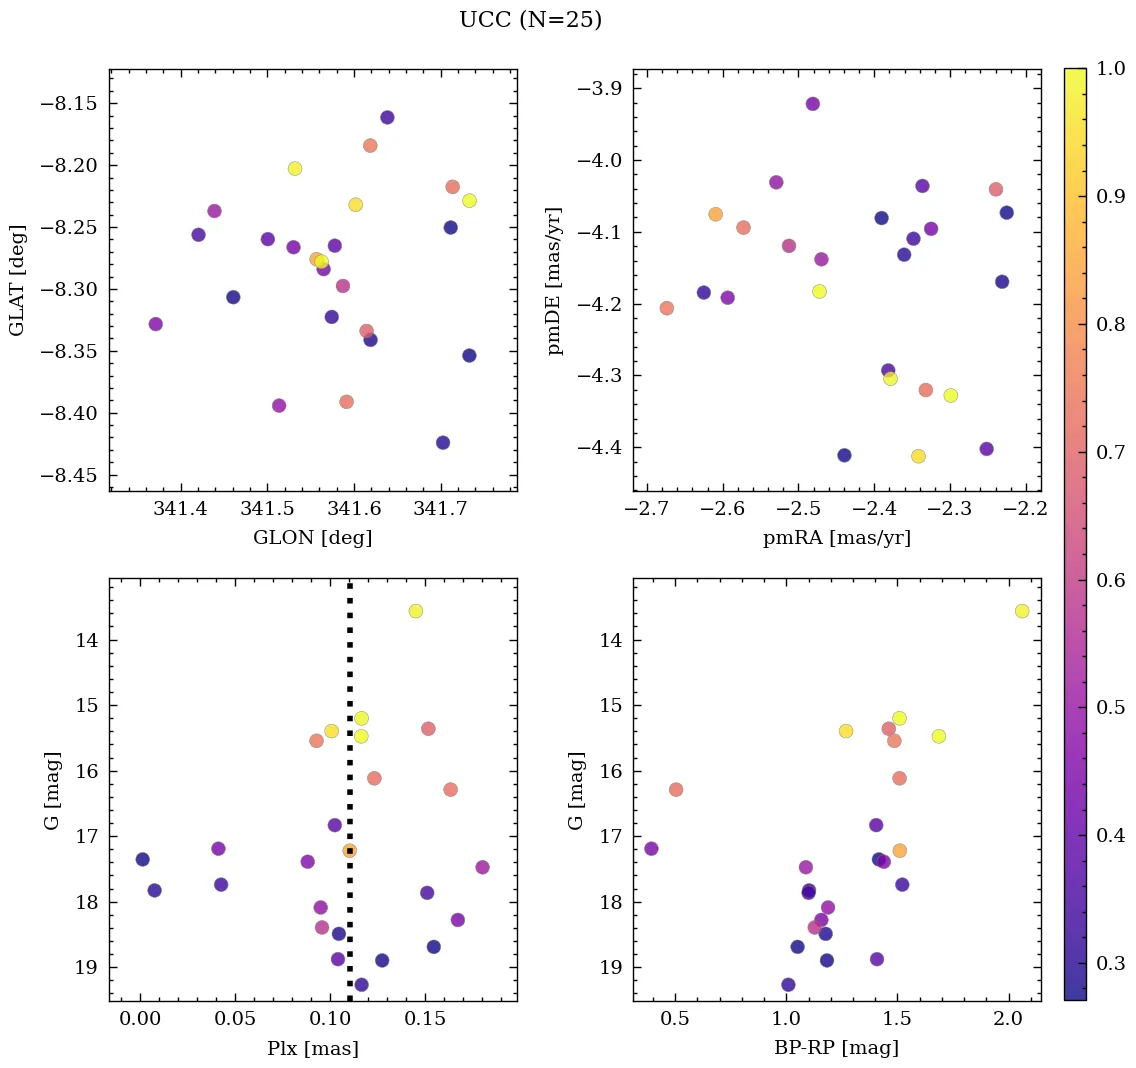 UCC (N=25)
−8.15
−8.20
−8.25
−8.30
−8.35
−8.40
−8.45
GLAT [deg]
341.4 341.5 341.6 341.7
GLON [deg]
−3.9
−4.0
−4.1
−4.2
−4.3
−4.4
pmDE [mas/yr]
−2.7 −2.6 −2.5 −2.4 −2.3 −2.2
pmRA [mas/yr]
14
15
16
17
18
19
G [mag]
0.00 0.05 0.10 0.15
Plx [mas]
14
15
16
17
18
19
G [mag]
0.5 1.0 1.5 2.0
BP-RP [mag]
1.0
0.9
0.8
0.7
0.6
0.5
0.4
0.3